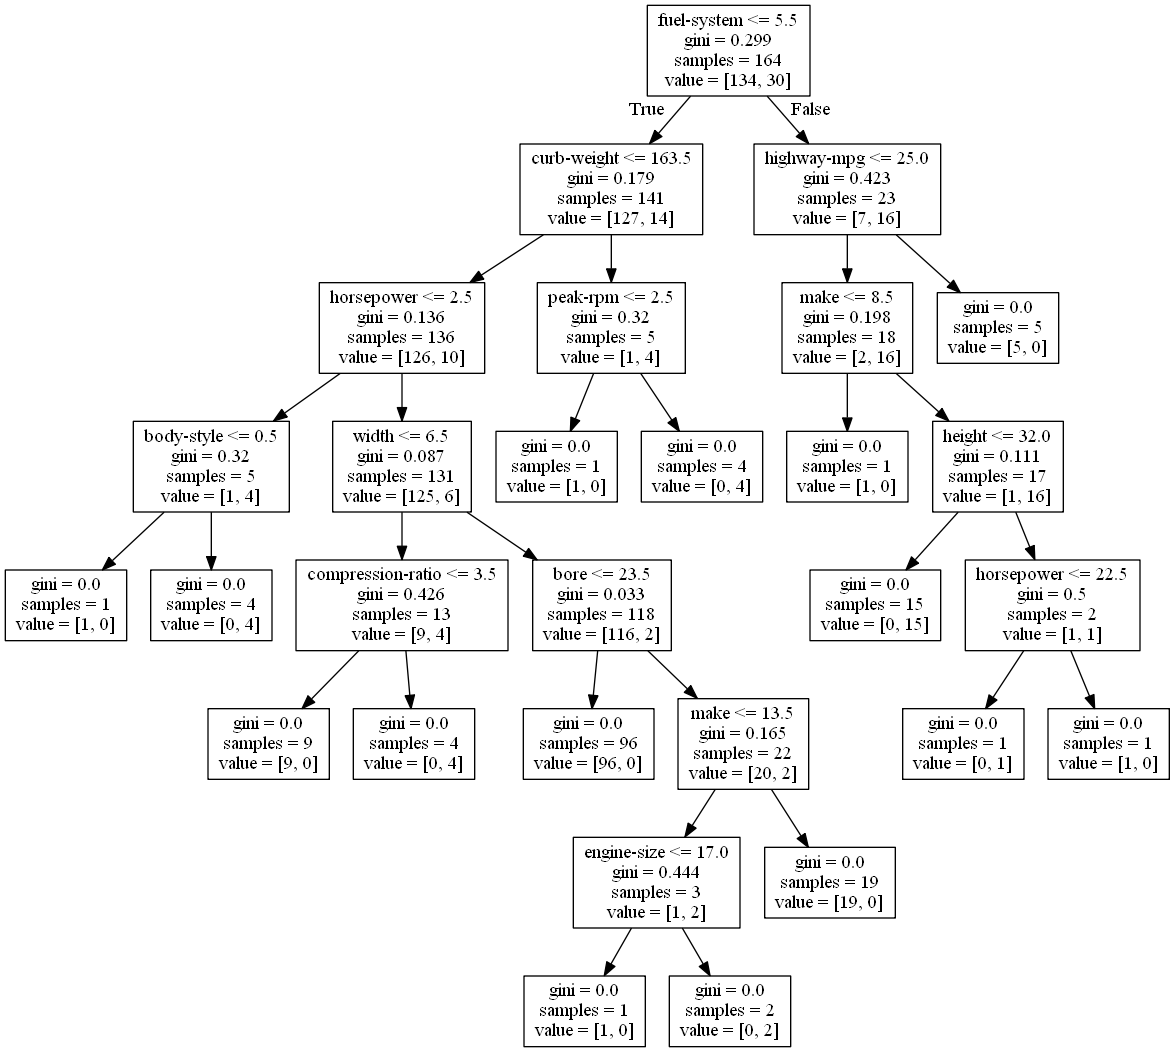 fuel-system <= 5.5
gini = 0.299
samples = 164
value = [134, 30]
True
False
curb-weight <= 163.5
gini = 0.179
samples = 141
value = [127, 14]
highway-mpg <= 25.0
gini = 0.423
samples = 23
value = [7, 16]
horsepower <= 2.5
gini = 0.136
samples = 136
value = [126, 10]
peak-rpm <= 2.5
gini = 0.32
samples = 5
value = [1, 4]
make <= 8.5
gini = 0.198
samples = 18
value = [2, 16]
gini = 0.0
samples = 5
value = [5, 0]
body-style <= 0.5
gini = 0.32
samples = 5
value = [1, 4]
width <= 6.5
gini = 0.087
samples = 131
value = [125, 6]
gini = 0.0
samples = 1
value = [1, 0]
gini = 0.0
samples = 4
value = [0, 4]
gini = 0.0
samples = 1
value = [1, 0]
height <= 32.0
gini = 0.111
samples = 17
value = [1, 16]
gini = 0.0
samples = 1
value = [1, 0]
gini = 0.0
samples = 4
value = [0, 4]
compression-ratio <= 3.5
gini = 0.426
samples = 13
value = [9, 4]
bore <= 23.5
gini = 0.033
samples = 118
value = [116, 2]
gini = 0.0
samples = 15
value = [0, 15]
horsepower <= 22.5
gini = 0.5
samples = 2
value = [1, 1]
gini = 0.0
samples = 9
value = [9, 0]
gini = 0.0
samples = 4
value = [0, 4]
gini = 0.0
samples = 96
value = [96, 0]
make <= 13.5
gini = 0.165
samples = 22
value = [20, 2]
gini = 0.0
samples = 1
value = [0, 1]
gini = 0.0
samples = 1
value = [1, 0]
engine-size <= 17.0
gini = 0.444
samples = 3
value = [1, 2]
gini = 0.0
samples = 19
value = [19, 0]
gini = 0.0
samples = 1
value = [1, 0]
gini = 0.0
samples = 2
value = [0, 2]